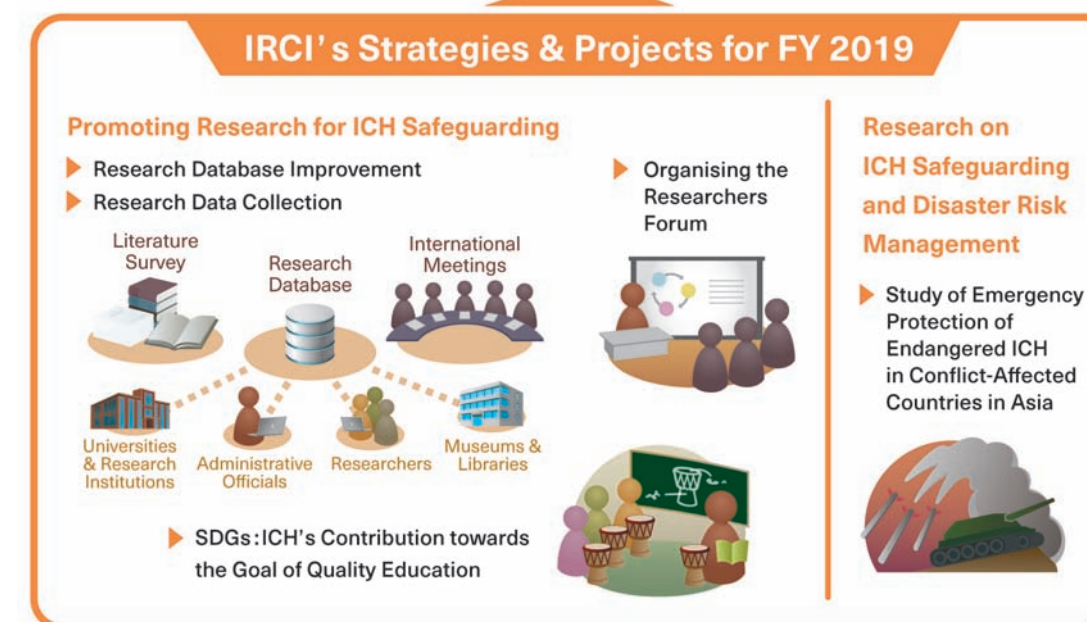 IRCI’s Strategies & Projects for FY 2019
Promoting Research for ICH Safeguarding
Research Database Improvement
Research Data Collection
Literature
Survey
Research
Database
International
Meetings
Universities
& Research
Institutions
Administrative
Officials
Researchers
Museums &
Libraries
Organising the
Researchers
Forum
SDGs:ICH’s Contribution towards
the Goal of Quality Education
Research on
ICH Safeguarding
and Disaster Risk
Management
Study of Emergency
Protection of
Endangered ICH
in Conflict-Affected
Countries in Asia